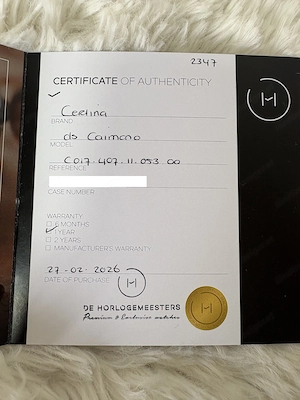 2347
CERTIFICATE OF AUTHENTICITY
Certina
BRAND
ds Caimano
MODEL
C017.407.11.053.00
REFERENCE
CASE NUMBER
WARRANTY:
6 MONTHS
1 YEAR
2 YEARS
MANUFACTURER'S WARRANTY
27-02-2026
DATE OF PURCHASE
DE HORLOGEMEESTERS
Premium & Exclusive watches